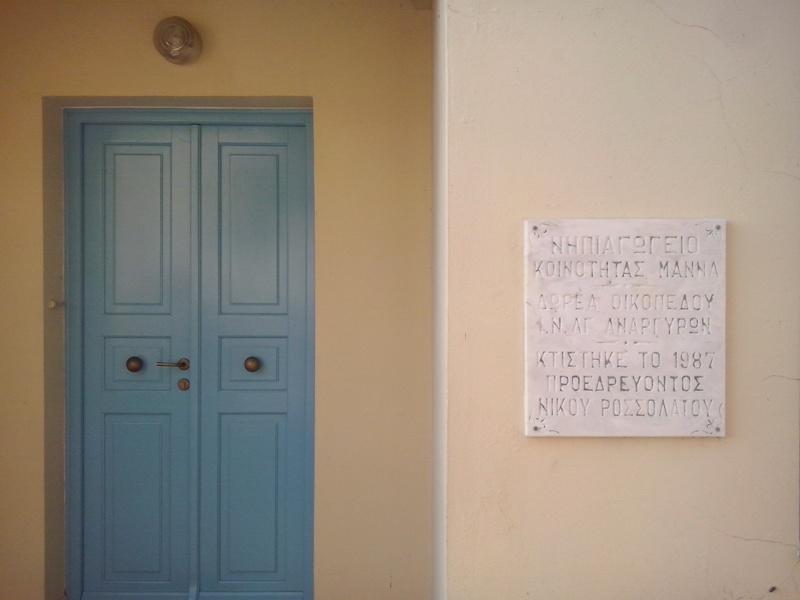 ΝΗΠΙΑΓΩΓΕΙΟ
ΚΟΙΝΟΤΗΤΑΣ ΜΑΝΝΑ
ΔΩΡΕΑ ΟΙΚΟΠΕΔΟΥ
Ι.Ν. ΑΓ. ΑΝΑΡΓΥΡΩΝ
ΚΤΙΣΤΗΚΕ ΤΟ 1987
ΠΡΟΕΔΡΕΥΟΝΤΟΣ
ΝΙΚΟΥ ΡΟΣΣΟΛΑΤΟΥ